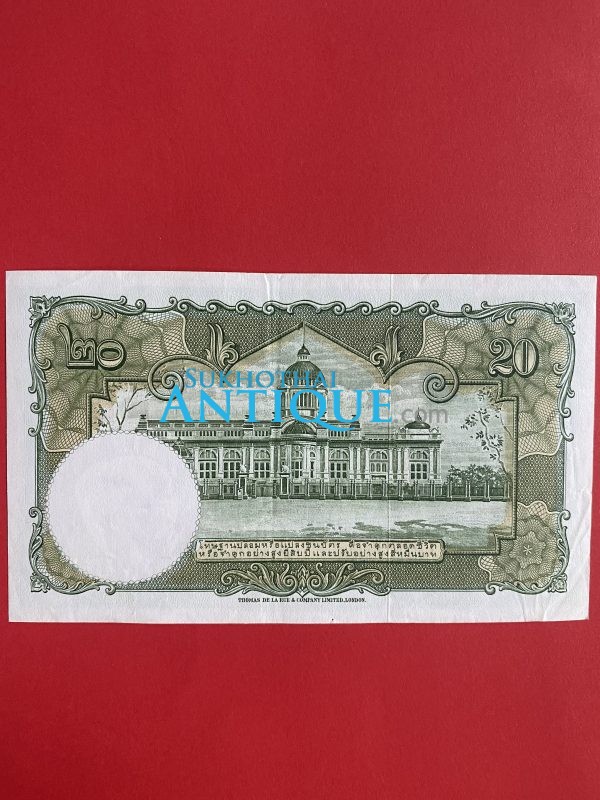 ๒๐
20
SUKHOTHAI
ANTIQUE.com
โทษฐานปลอมหรือแปลงธนบัตร คือจำคุกตลอดชีวิต
หรือจำคุกอย่างสูงยี่สิบปีและปรับอย่างสูงสี่หมื่นบาท
THOMAS DE LA RUE & COMPANY LIMITED, LONDON.